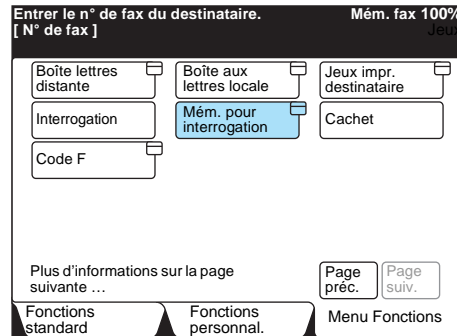 Entrer le n° de fax du destinataire. Mém. fax 100%
[ N° de fax ] Jeux
Boîte lettres distante
Boîte aux lettres locale
Jeux impr. destinataire
Interrogation
Mém. pour interrogation
Cachet
Code F
Plus d'informations sur la page
suivante …
Page préc.
Page suiv.
Fonctions standard
Fonctions personnal.
Menu Fonctions